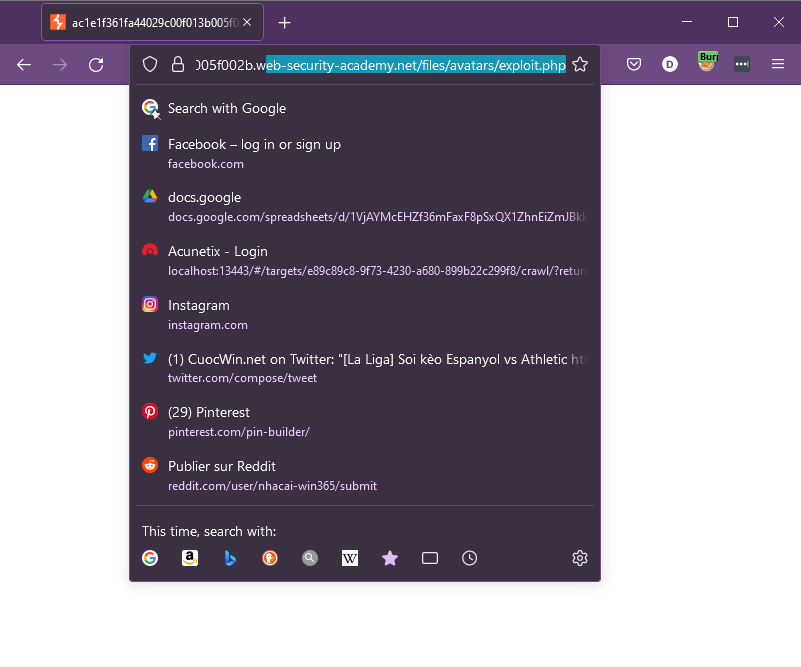 ac1e1f361fa44029c00f013b005f0
005f002b.web-security-academy.net/files/avatars/exploit.php
D
Burp
Search with Google
Facebook – log in or sign up
facebook.com
docs.google
docs.google.com/spreadsheets/d/1VjAYMcEHZf36mFaxF8pSxQX1ZhnEiZmJBkk
Acunetix - Login
localhost:13443/#/targets/e89c89c8-9f73-4230-a680-899b22c299f8/crawl/?return
Instagram
instagram.com
(1) CuocWin.net on Twitter: "[La Liga] Soi kèo Espanyol vs Athletic htt
twitter.com/compose/tweet
(29) Pinterest
pinterest.com/pin-builder/
Publier sur Reddit
reddit.com/user/nhacai-win365/submit
This time, search with:
a
W